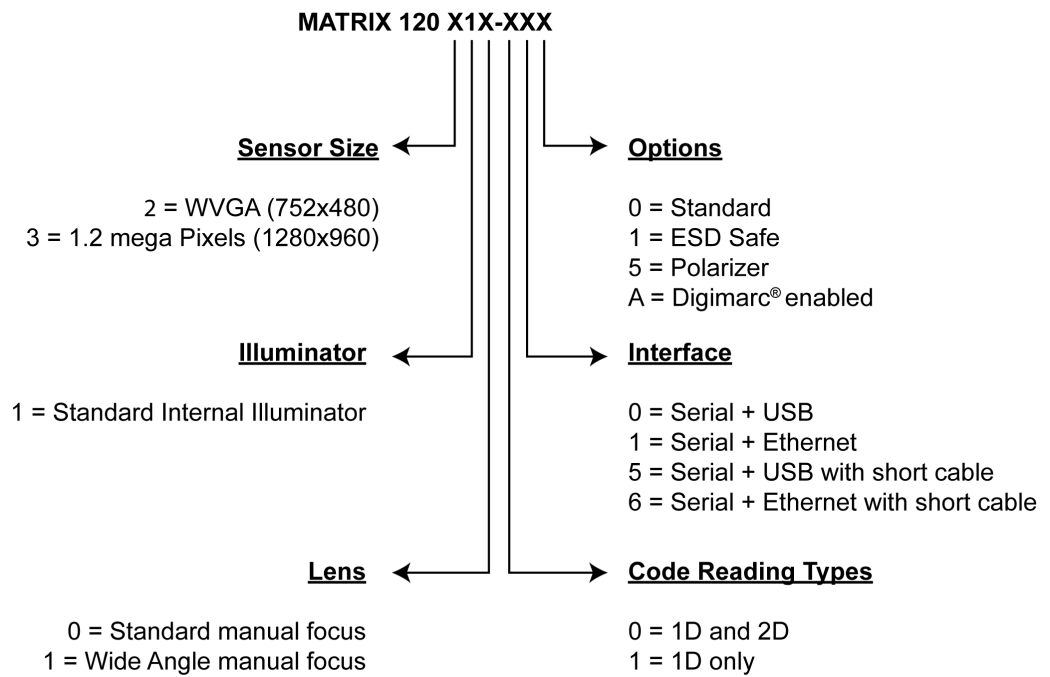 MATRIX 120 X1X-XXX
Sensor Size
2 = WVGA (752x480)
3 = 1.2 mega Pixels (1280x960)
Illuminator
1 = Standard Internal Illuminator
Lens
0 = Standard manual focus
1 = Wide Angle manual focus
Options
0 = Standard
1 = ESD Safe
5 = Polarizer
A = Digimarc® enabled
Interface
0 = Serial + USB
1 = Serial + Ethernet
5 = Serial + USB with short cable
6 = Serial + Ethernet with short cable
Code Reading Types
0 = 1D and 2D
1 = 1D only